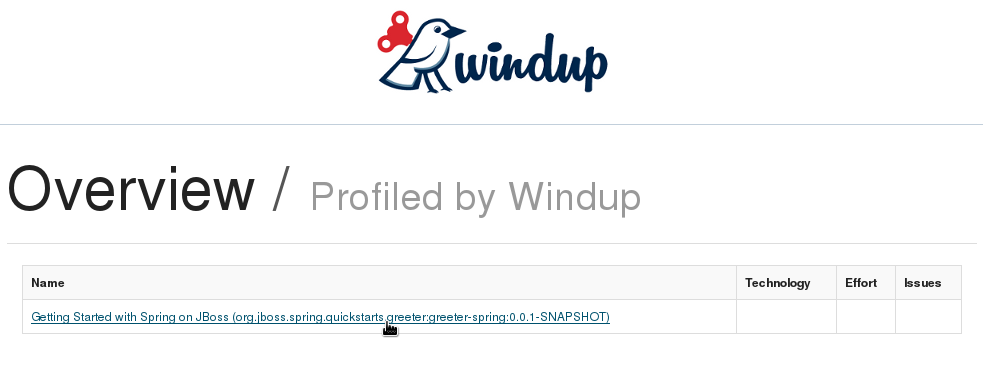 windup
Overview / Profiled by Windup
Name Technology Effort Issues
Getting Started with Spring on JBoss (org.jboss.spring.quickstarts.greeter:greeter-spring:0.0.1-SNAPSHOT)